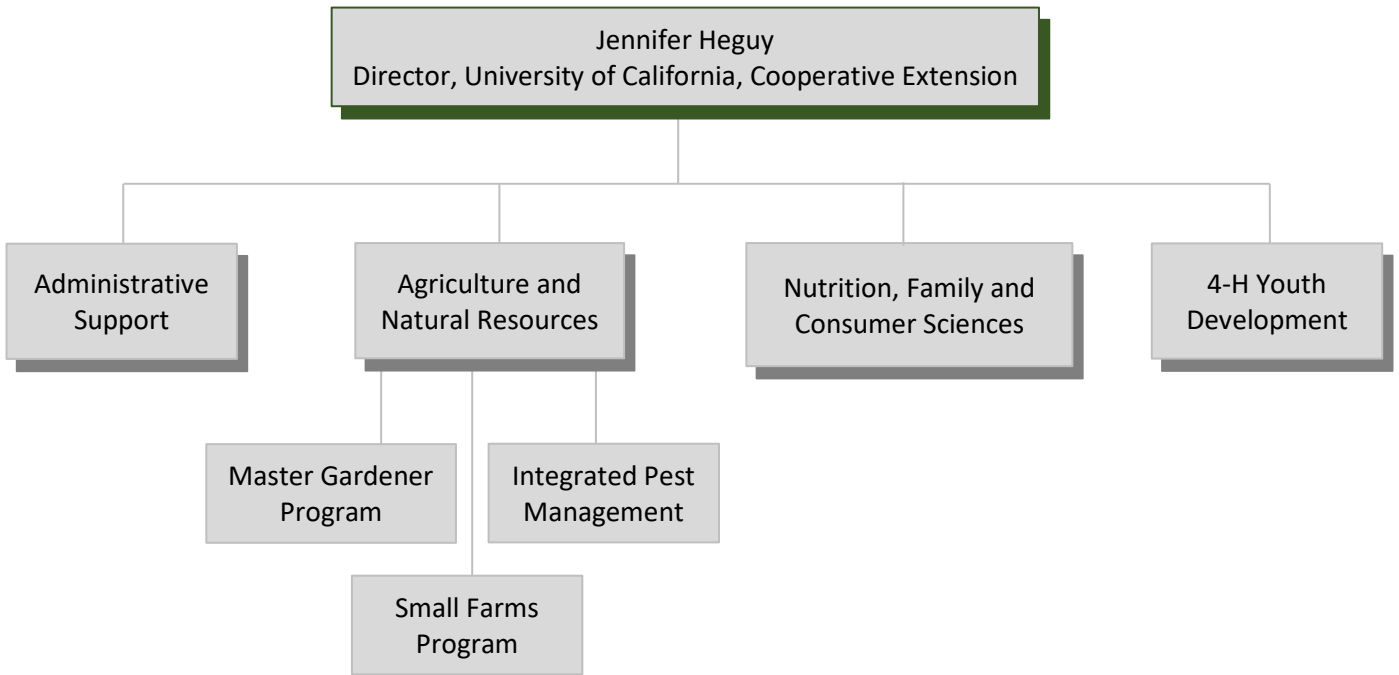 Jennifer Heguy
Director, University of California, Cooperative Extension
Administrative
Support
Agriculture and
Natural Resources
Nutrition, Family and
Consumer Sciences
4-H Youth
Development
Master Gardener
Program
Integrated Pest
Management
Small Farms
Program